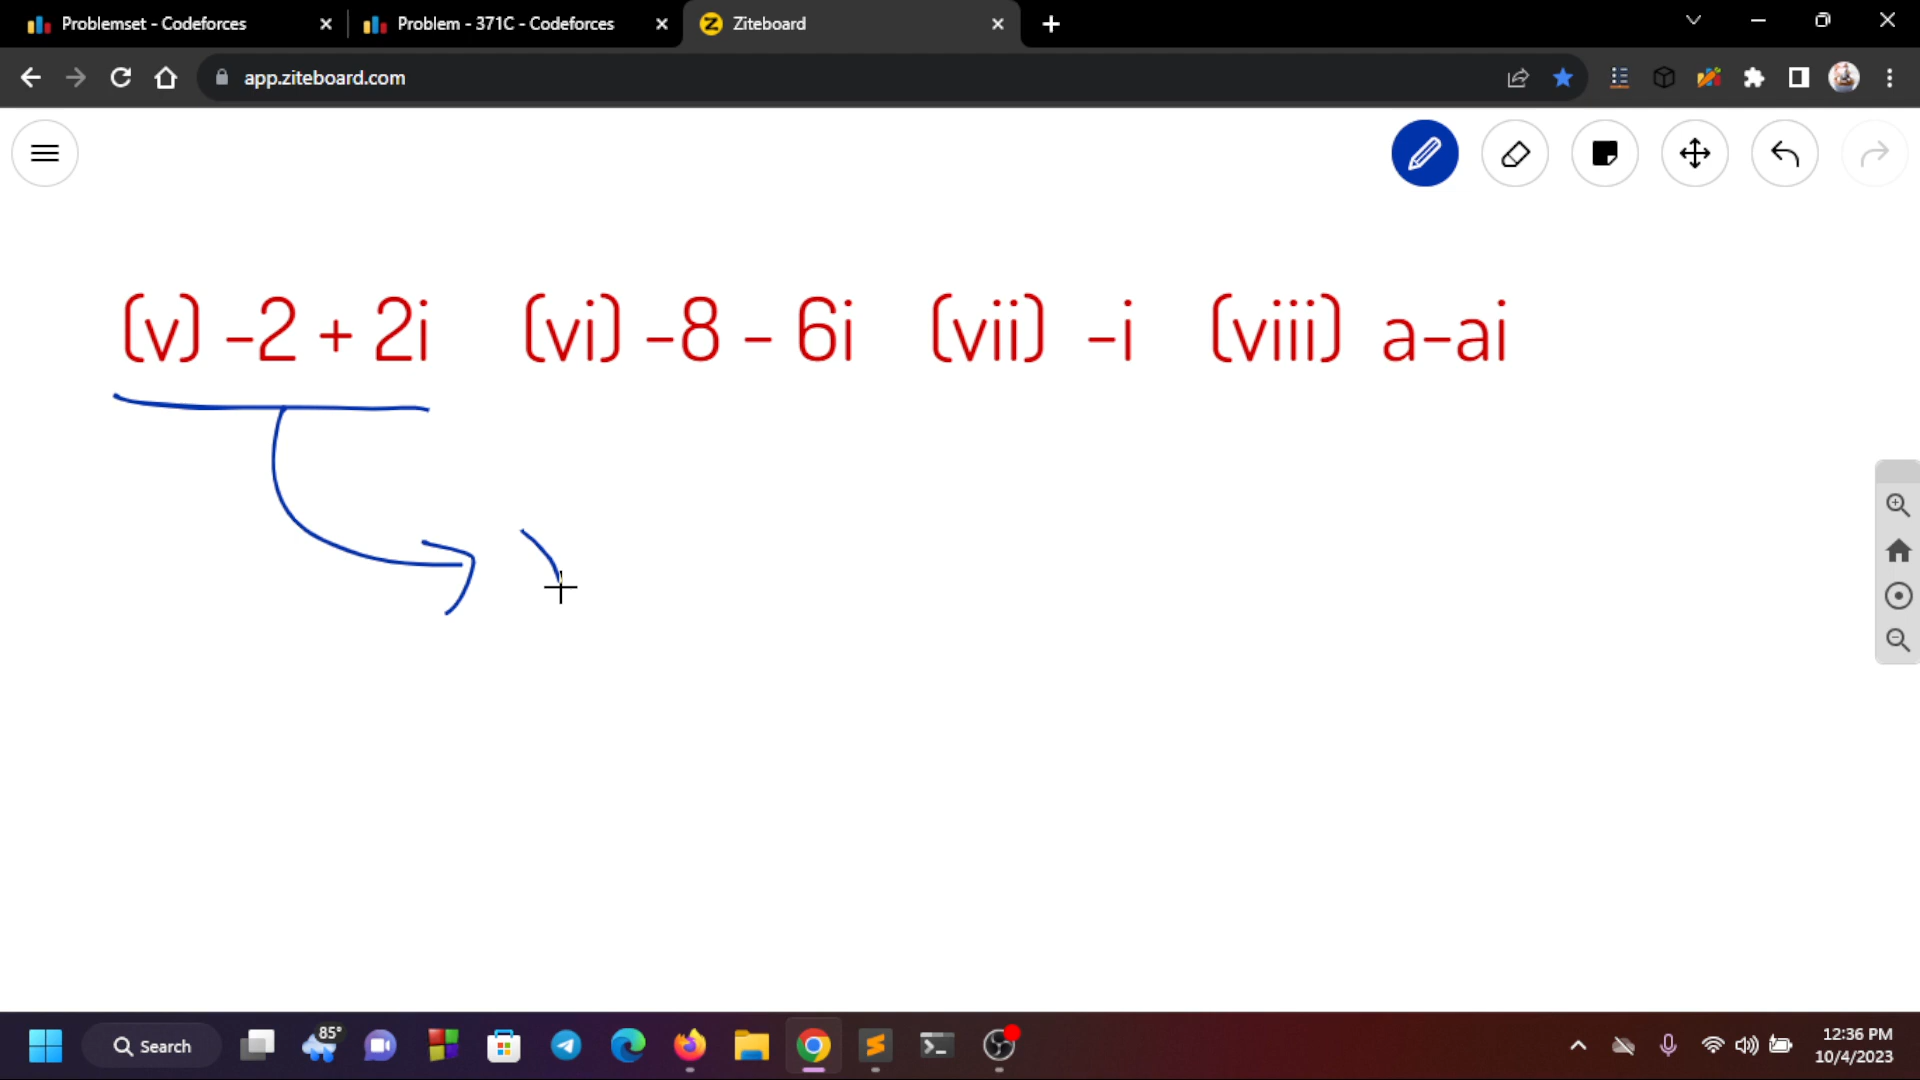 Problemset - Codeforces
Problem - 371C - Codeforces
Ziteboard
app.ziteboard.com
(v) -2 + 2i (vi) -8 - 6i (vii) -i (viii) a-ai
85°
Search
12:36 PM
10/4/2023